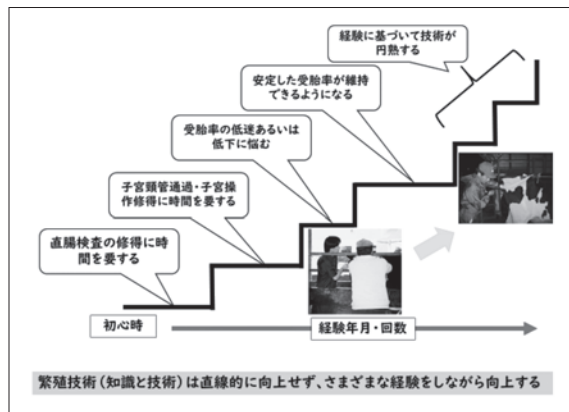 経験に基づいて技術が
円熟する
安定した受胎率が維持
できるようになる
受胎率の低迷あるいは
低下に悩む
子宮頸管通過・子宮操
作修得に時間を要する
直腸検査の修得に時
間を要する
初心時
経験年月・回数
繁殖技術(知識と技術)は直線的に向上せず、さまざまな経験をしながら向上する